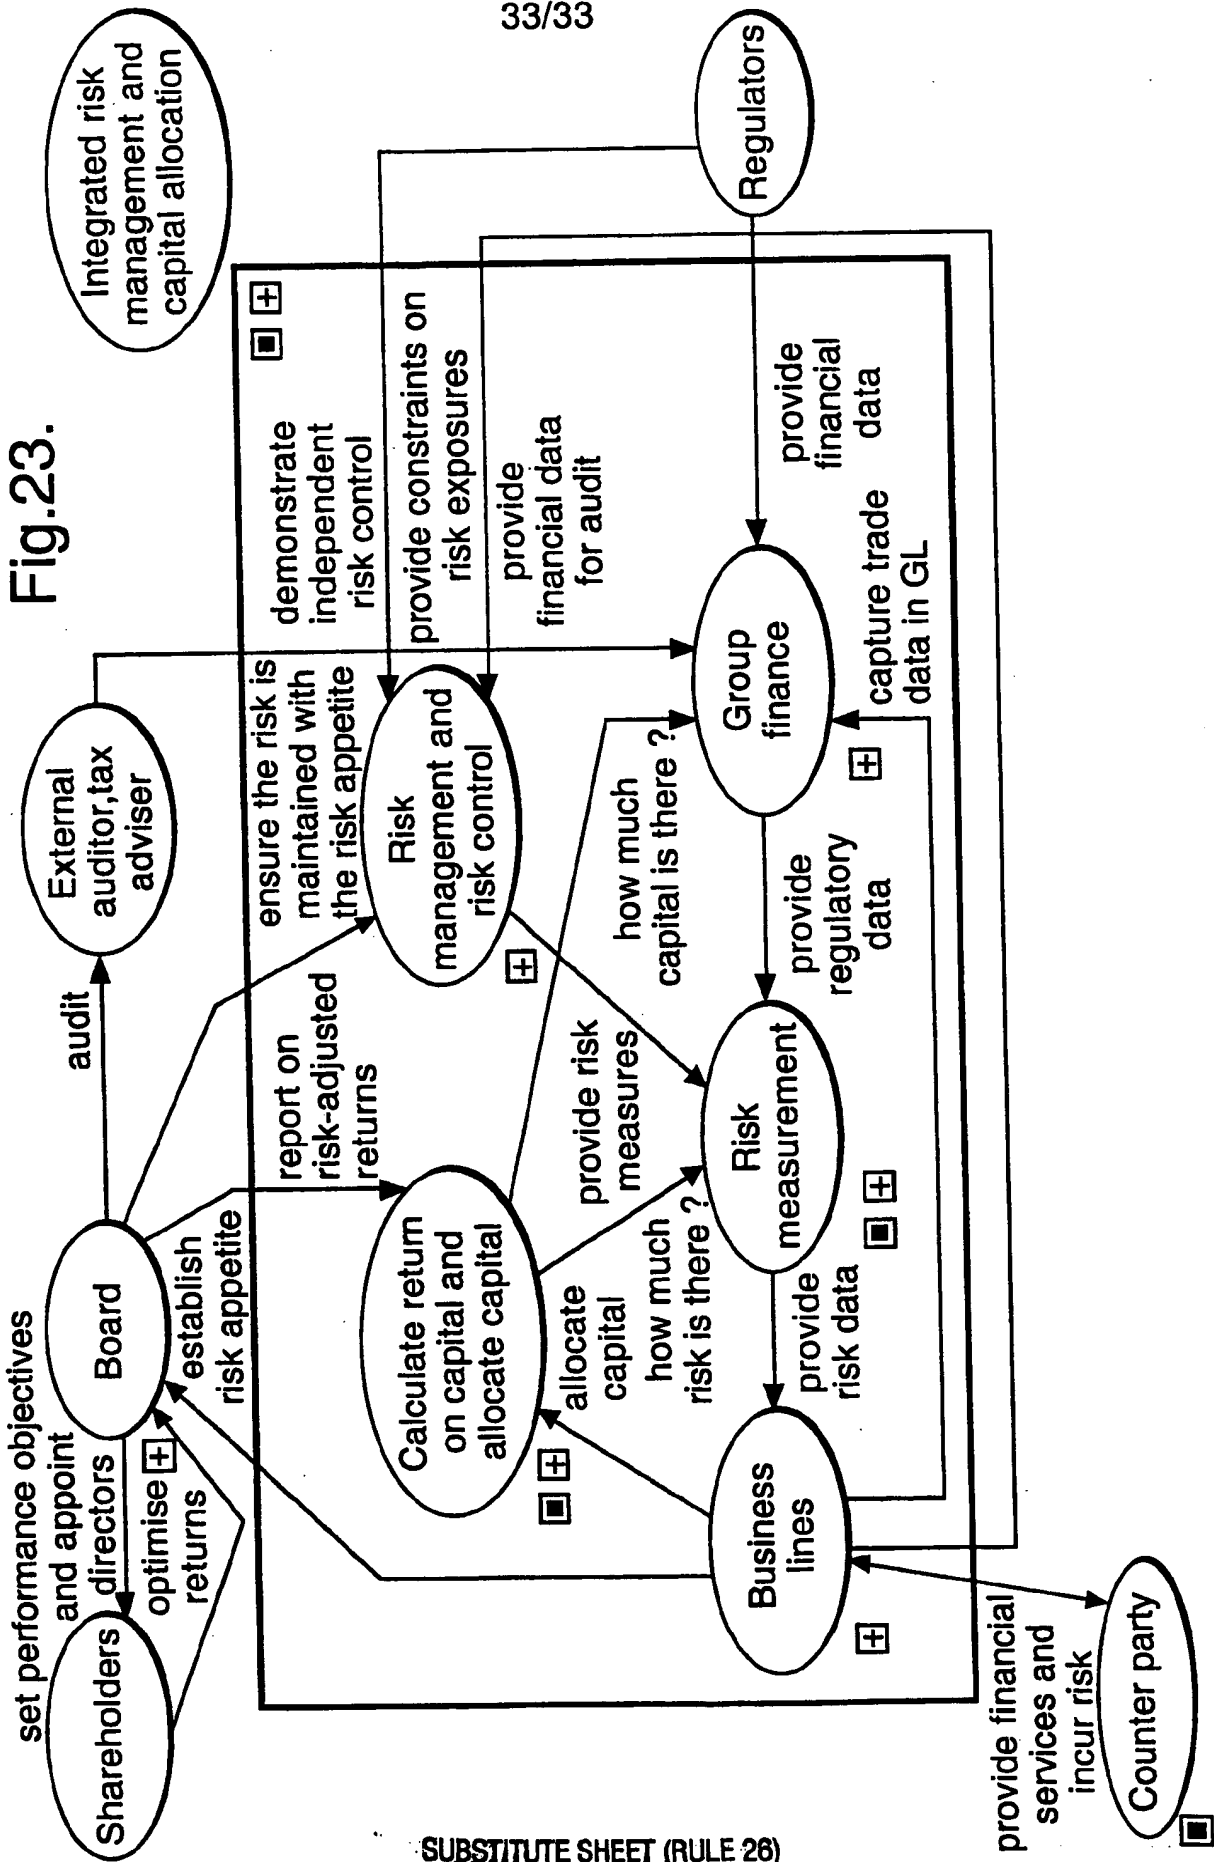 33/33
Fig.23.
Integrated risk
management and
capital allocation
set performance objectives
and appoint
directors
Shareholders
optimise
returns
Board
audit
External
auditor,tax
adviser
establish
risk appetite
report on
risk-adjusted
returns
ensure the risk is
maintained with
the risk appetite
demonstrate
independent
risk control
provide constraints on
risk exposures
provide
financial data
for audit
Calculate return
on capital and
allocate capital
Risk
management and
risk control
allocate
capital
how much
risk is there ?
provide risk
measures
how much
capital is there ?
Business
lines
provide
risk data
Risk
measurement
provide
regulatory
data
Group
finance
provide
financial
data
Regulators
capture trade
data in GL
provide financial
services and
incur risk
Counter party
SUBSTITUTE SHEET (RULE 26)